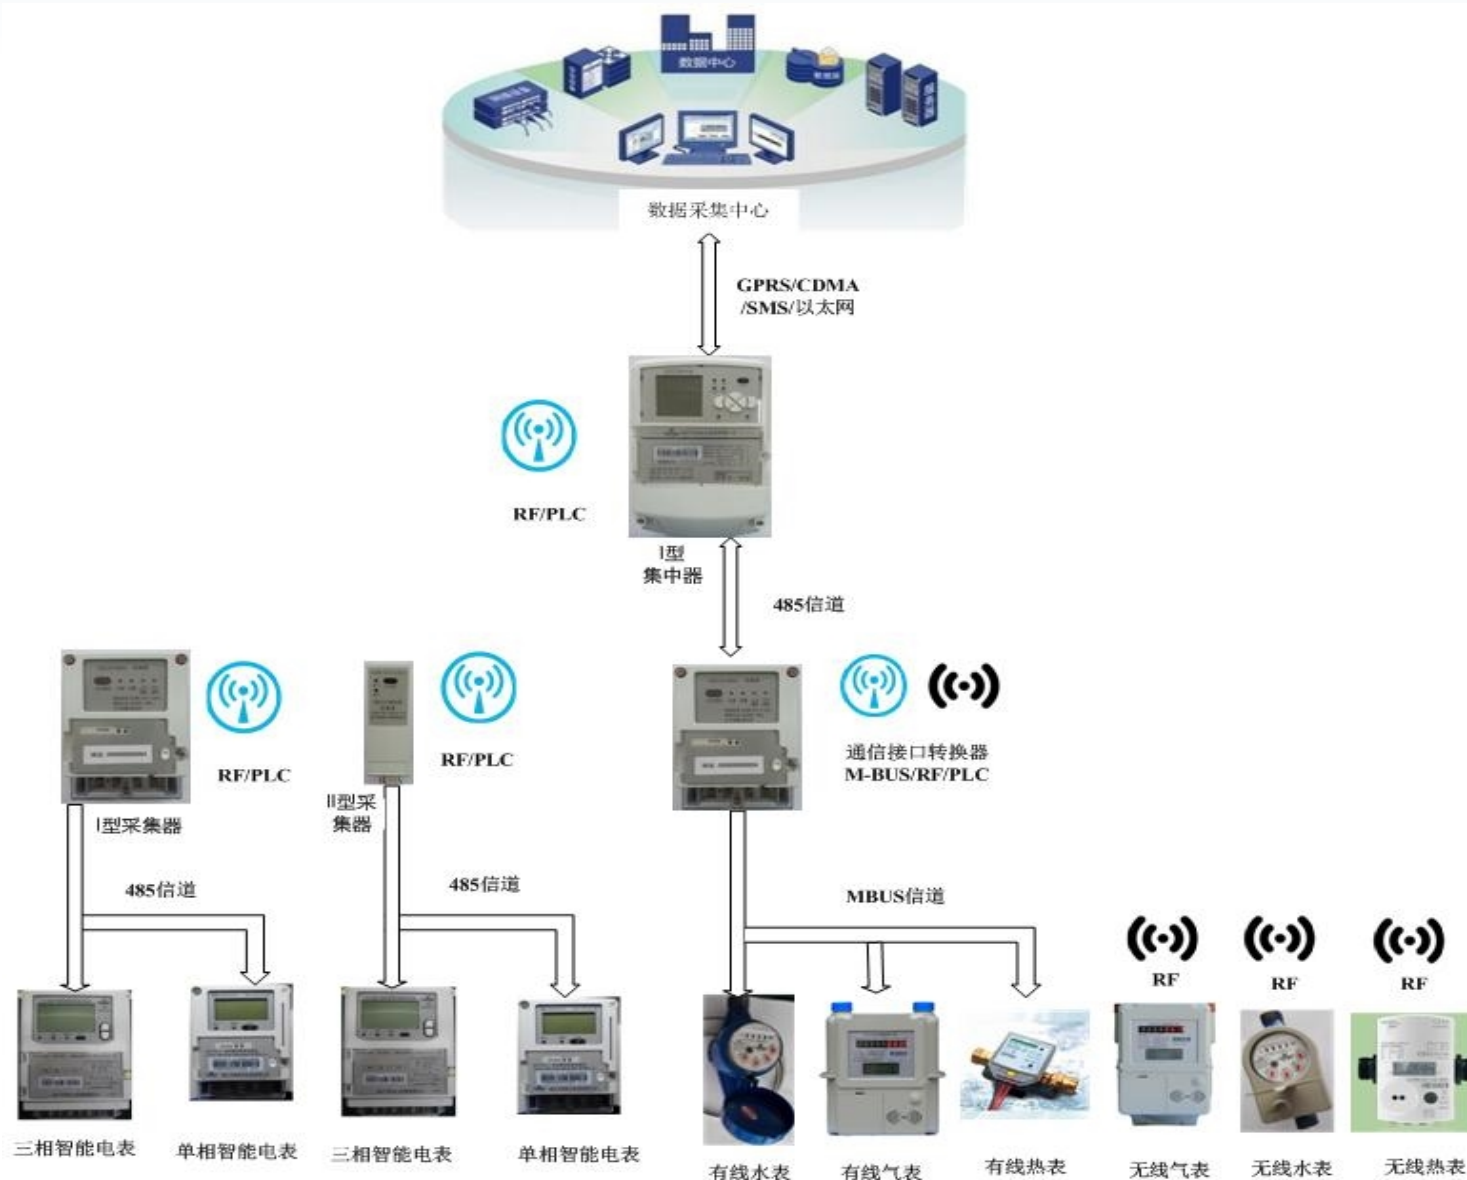 数据中心
数据采集中心
GPRS/CDMA
/SMS/以太网
RF/PLC
I型
集中器
485信道
RF/PLC
I型采集器
RF/PLC
II型采
集器
通信接口转换器
M-BUS/RF/PLC
485信道
485信道
MBUS信道
RF
RF
RF
三相智能电表
单相智能电表
三相智能电表
单相智能电表
有线水表
有线气表
有线热表
无线气表
无线水表
无线热表